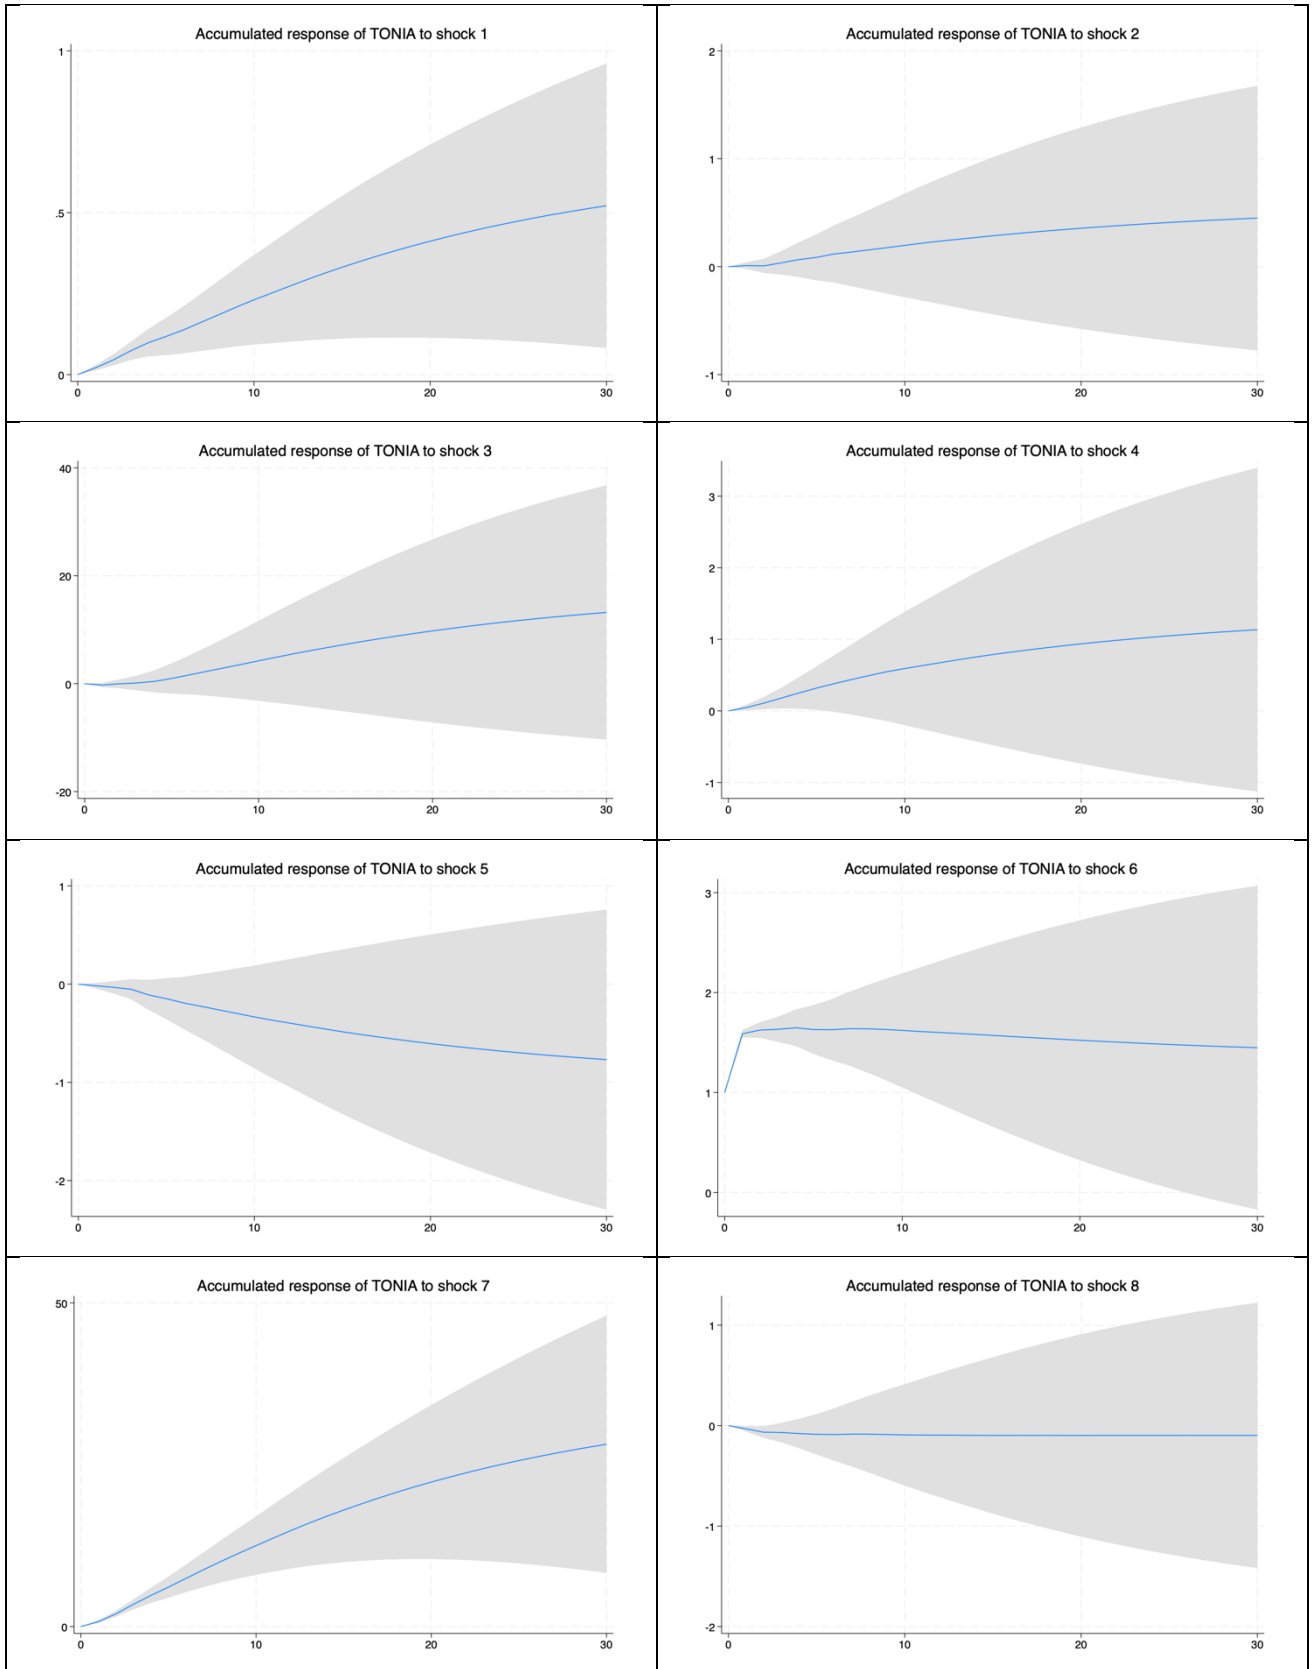 Accumulated response of TONIA to shock 1
1
.5
0
0 10 20 30
Accumulated response of TONIA to shock 2
2
1
0
-1
0 10 20 30
Accumulated response of TONIA to shock 3
40
20
0
-20
0 10 20 30
Accumulated response of TONIA to shock 4
3
2
1
0
-1
0 10 20 30
Accumulated response of TONIA to shock 5
1
0
-1
-2
0 10 20 30
Accumulated response of TONIA to shock 6
3
2
1
0
0 10 20 30
Accumulated response of TONIA to shock 7
50
0
0 10 20 30
Accumulated response of TONIA to shock 8
1
0
-1
-2
0 10 20 30